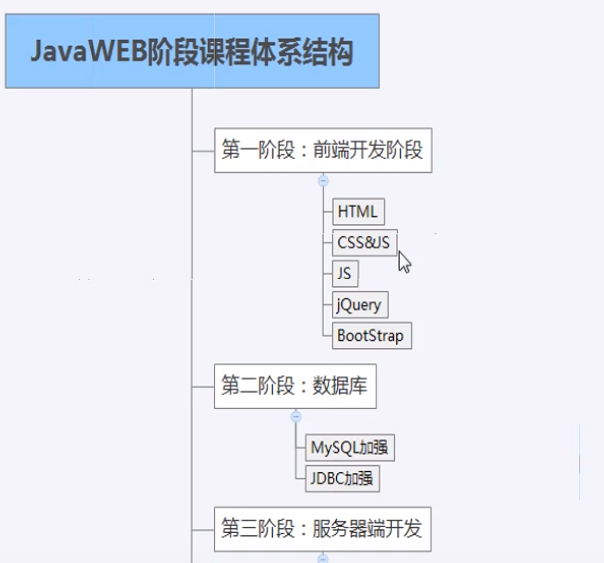 JavaWEB阶段课程体系结构
第一阶段：前端开发阶段
HTML
CSS&JS
JS
jQuery
BootStrap
第二阶段：数据库
MySQL加强
JDBC加强
第三阶段：服务器端开发